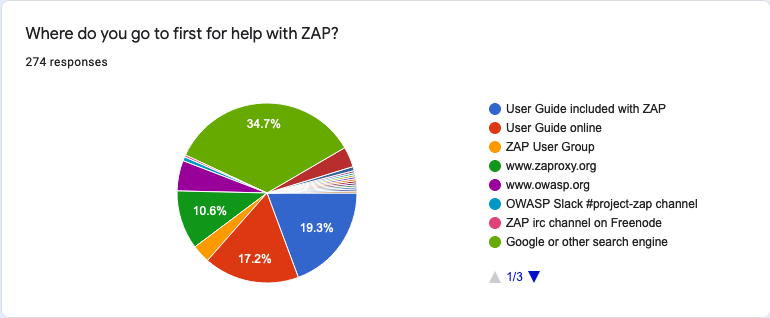 Where do you go to first for help with ZAP?
274 responses
34.7%
10.6%
17.2%
19.3%
User Guide included with ZAP
User Guide online
ZAP User Group
www.zaproxy.org
www.owasp.org
OWASP Slack #project-zap channel
ZAP irc channel on Freenode
Google or other search engine
1/3